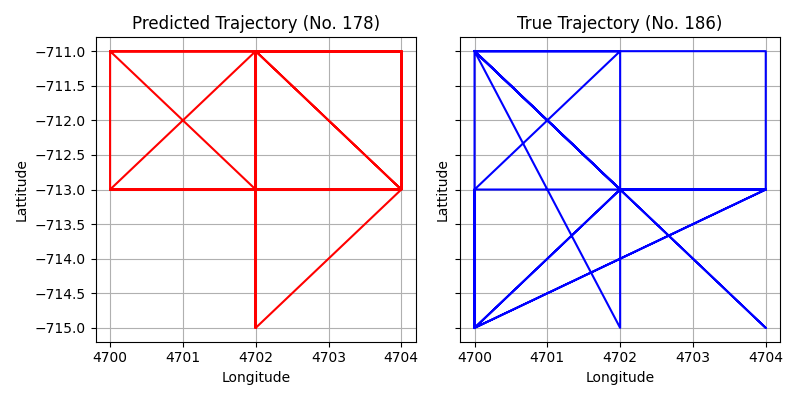 Predicted Trajectory (No. 178)
True Trajectory (No. 186)
−711.0
−711.5
−712.0
−712.5
−713.0
−713.5
−714.0
−714.5
−715.0
Lattitude
Lattitude
4700 4701 4702 4703 4704
4700 4701 4702 4703 4704
Longitude
Longitude